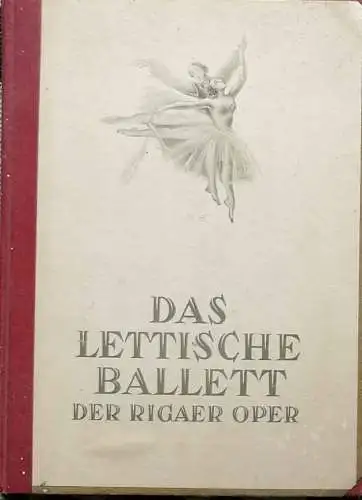 DAS
LETTISCHE
BALLETT
DER RIGAER OPER